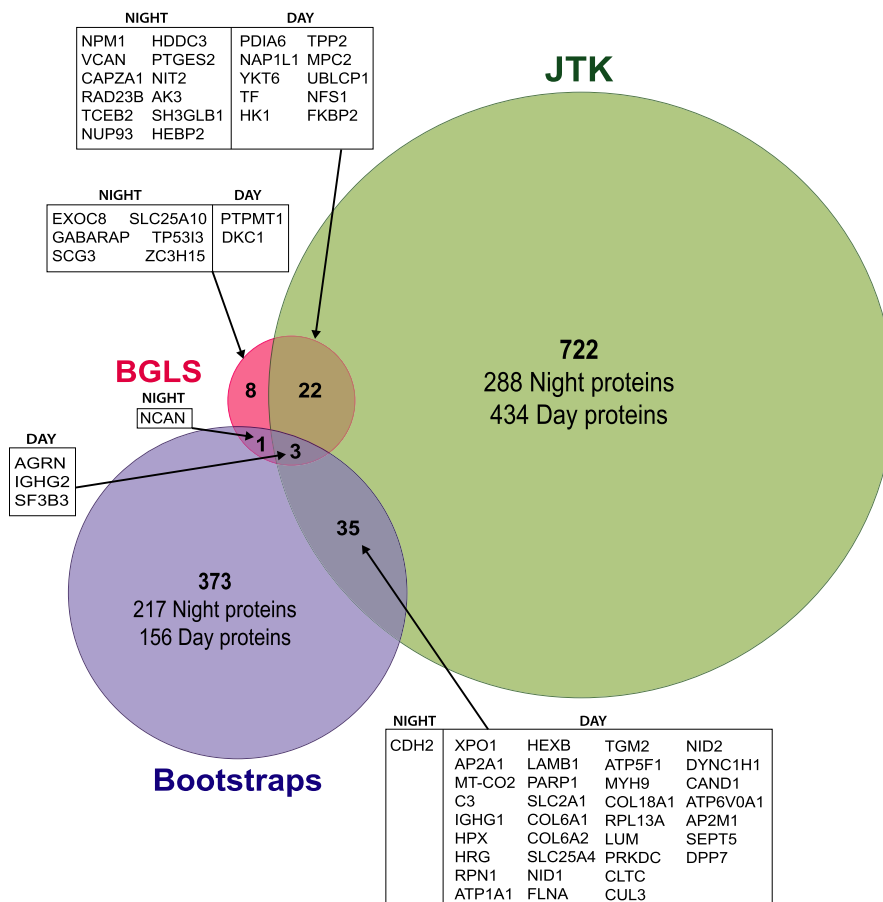 NIGHT DAY
NPM1 HDDC3 PDIA6 TPP2
VCAN PTGES2 NAP1L1 MPC2
CAPZA1 NIT2 YKT6 UBLCP1
RAD23B AK3 TF NFS1
TCEB2 SH3GLB1 HK1 FKBP2
NUP93 HEBP2
JTK
NIGHT DAY
EXOC8 SLC25A10 PTPMT1
GABARAP TP53I3 DKC1
SCG3 ZC3H15
722
288 Night proteins
434 Day proteins
BGLS
8
22
NIGHT
NCAN
1
3
DAY
AGRN
IGHG2
SF3B3
35
373
217 Night proteins
156 Day proteins
Bootstraps
NIGHT DAY
CDH2 XPO1 HEXB TGM2 NID2
AP2A1 LAMB1 ATP5F1 DYNC1H1
MT-CO2 PARP1 MYH9 CAND1
C3 SLC2A1 COL18A1 ATP6V0A1
IGHG1 COL6A1 RPL13A AP2M1
HPX COL6A2 LUM SEPT5
HRG SLC25A4 PRKDC DPP7
RPN1 NID1 CLTC
ATP1A1 FLNA CUL3